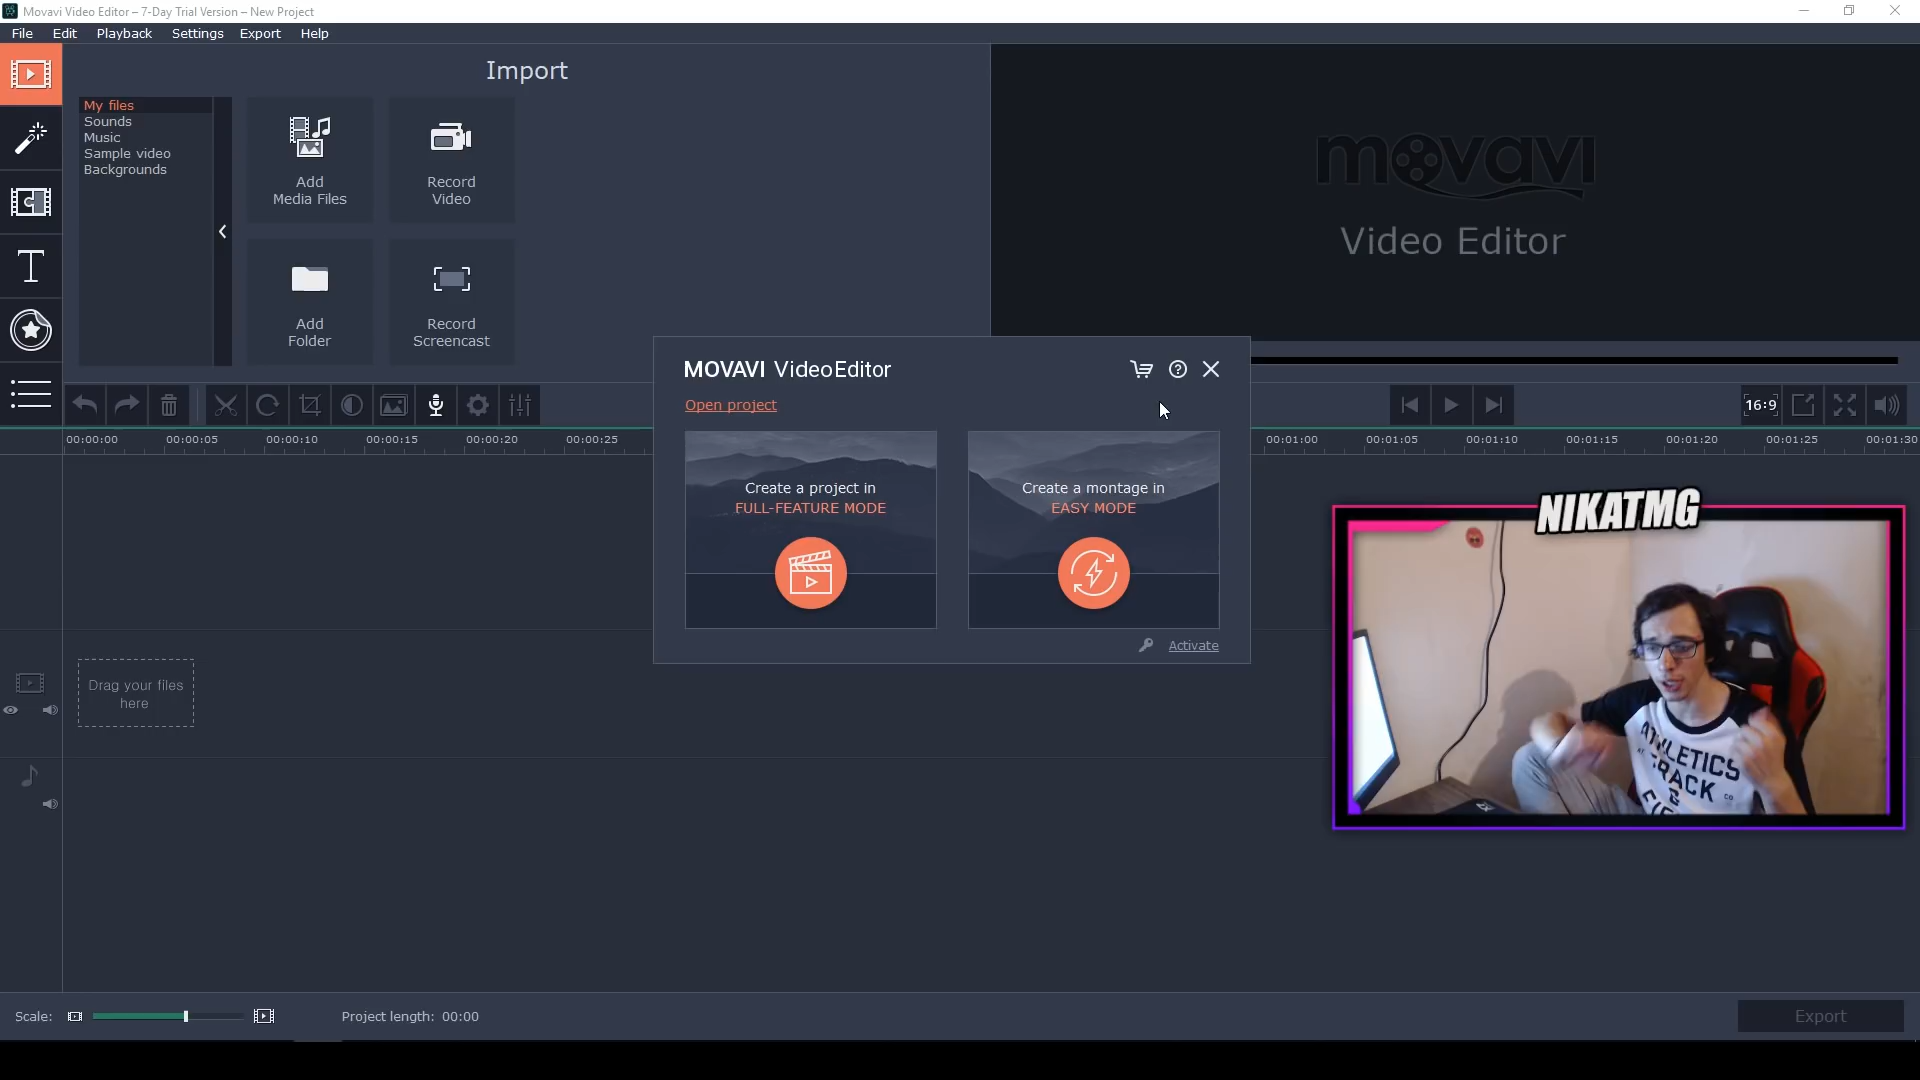 Movavi Video Editor – 7-Day Trial Version – New Project
File Edit Playback Settings Export Help
Import
My files
Sounds
Music
Sample video
Backgrounds
Add
Media Files
Record
Video
Add
Folder
Record
Screencast
movavi
Video Editor
MOVAVI VideoEditor
Open project
Create a project in
FULL-FEATURE MODE
Create a montage in
EASY MODE
Activate
16:9
00:00:00 00:00:05 00:00:10 00:00:15 00:00:20 00:00:25 00:01:00 00:01:05 00:01:10 00:01:15 00:01:20 00:01:25 00:01:30
NIKATMG
ATHLETICS
TRACK
Drag your files
here
Scale:
Project length: 00:00
Export